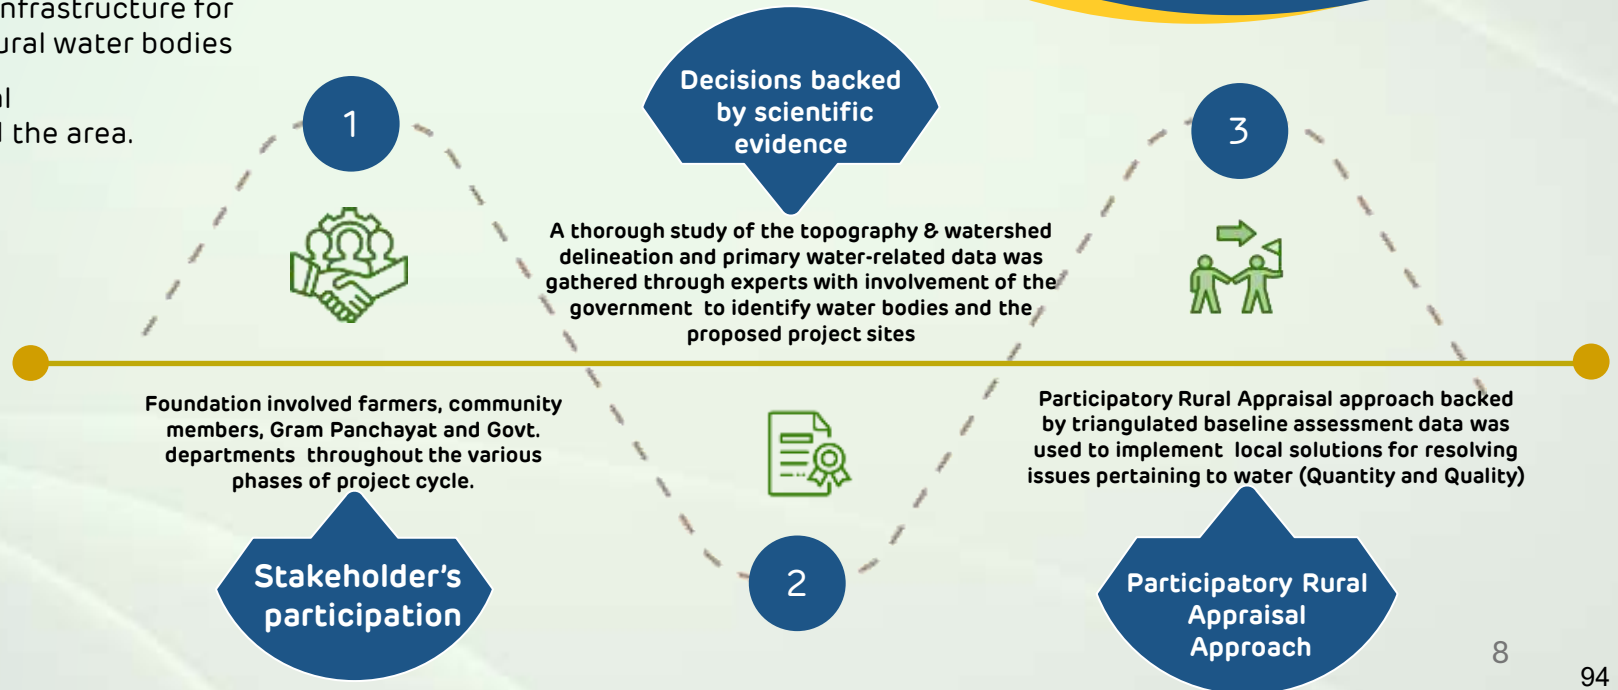 nfrastructure for
ural water bodies
al
the area.
1
Foundation involved farmers, community
members, Gram Panchayat and Govt.
departments throughout the various
phases of project cycle.
Stakeholder's
participation
Decisions backed
by scientific
evidence
A thorough study of the topography & watershed
delineation and primary water-related data was
gathered through experts with involvement of the
government to identify water bodies and the
proposed project sites
2
3
Participatory Rural Appraisal approach backed
by triangulated baseline assessment data was
used to implement local solutions for resolving
issues pertaining to water (Quantity and Quality)
Participatory Rural
Appraisal
Approach
8
94